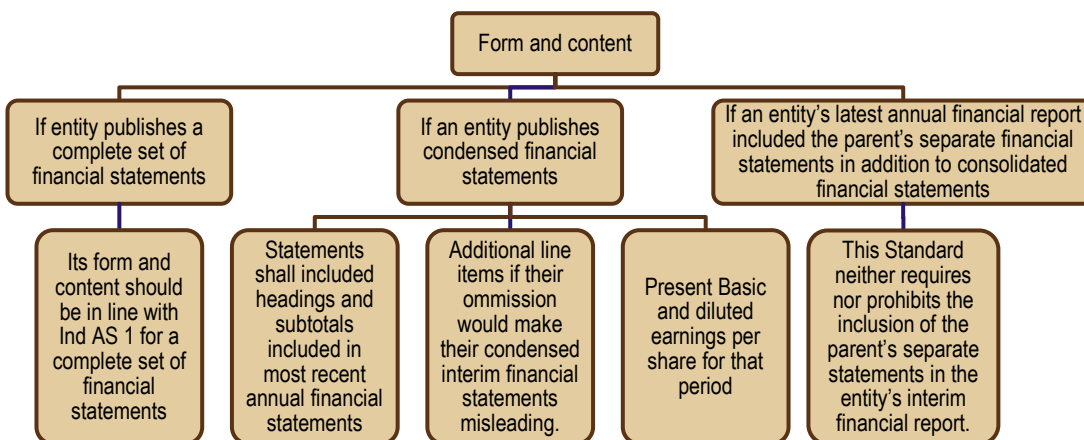 Form and content
If entity publishes a
complete set of
financial statements
If an entity publishes
condensed financial
statements
If an entity's latest annual financial report
included the parent's separate financial
statements in addition to consolidated
financial statements
Its form and
content should
be in line with
Ind AS 1 for a
complete set of
financial
statements
Statements
shall included
headings and
subtotals
included in
most recent
annual financial
statements
Additional line
items if their
ommission
would make
their condensed
interim financial
statements
misleading.
Present Basic
and diluted
earnings per
share for that
period
This Standard
neither requires
nor prohibits the
inclusion of the
parent's separate
statements in the
entity's interim
financial report.